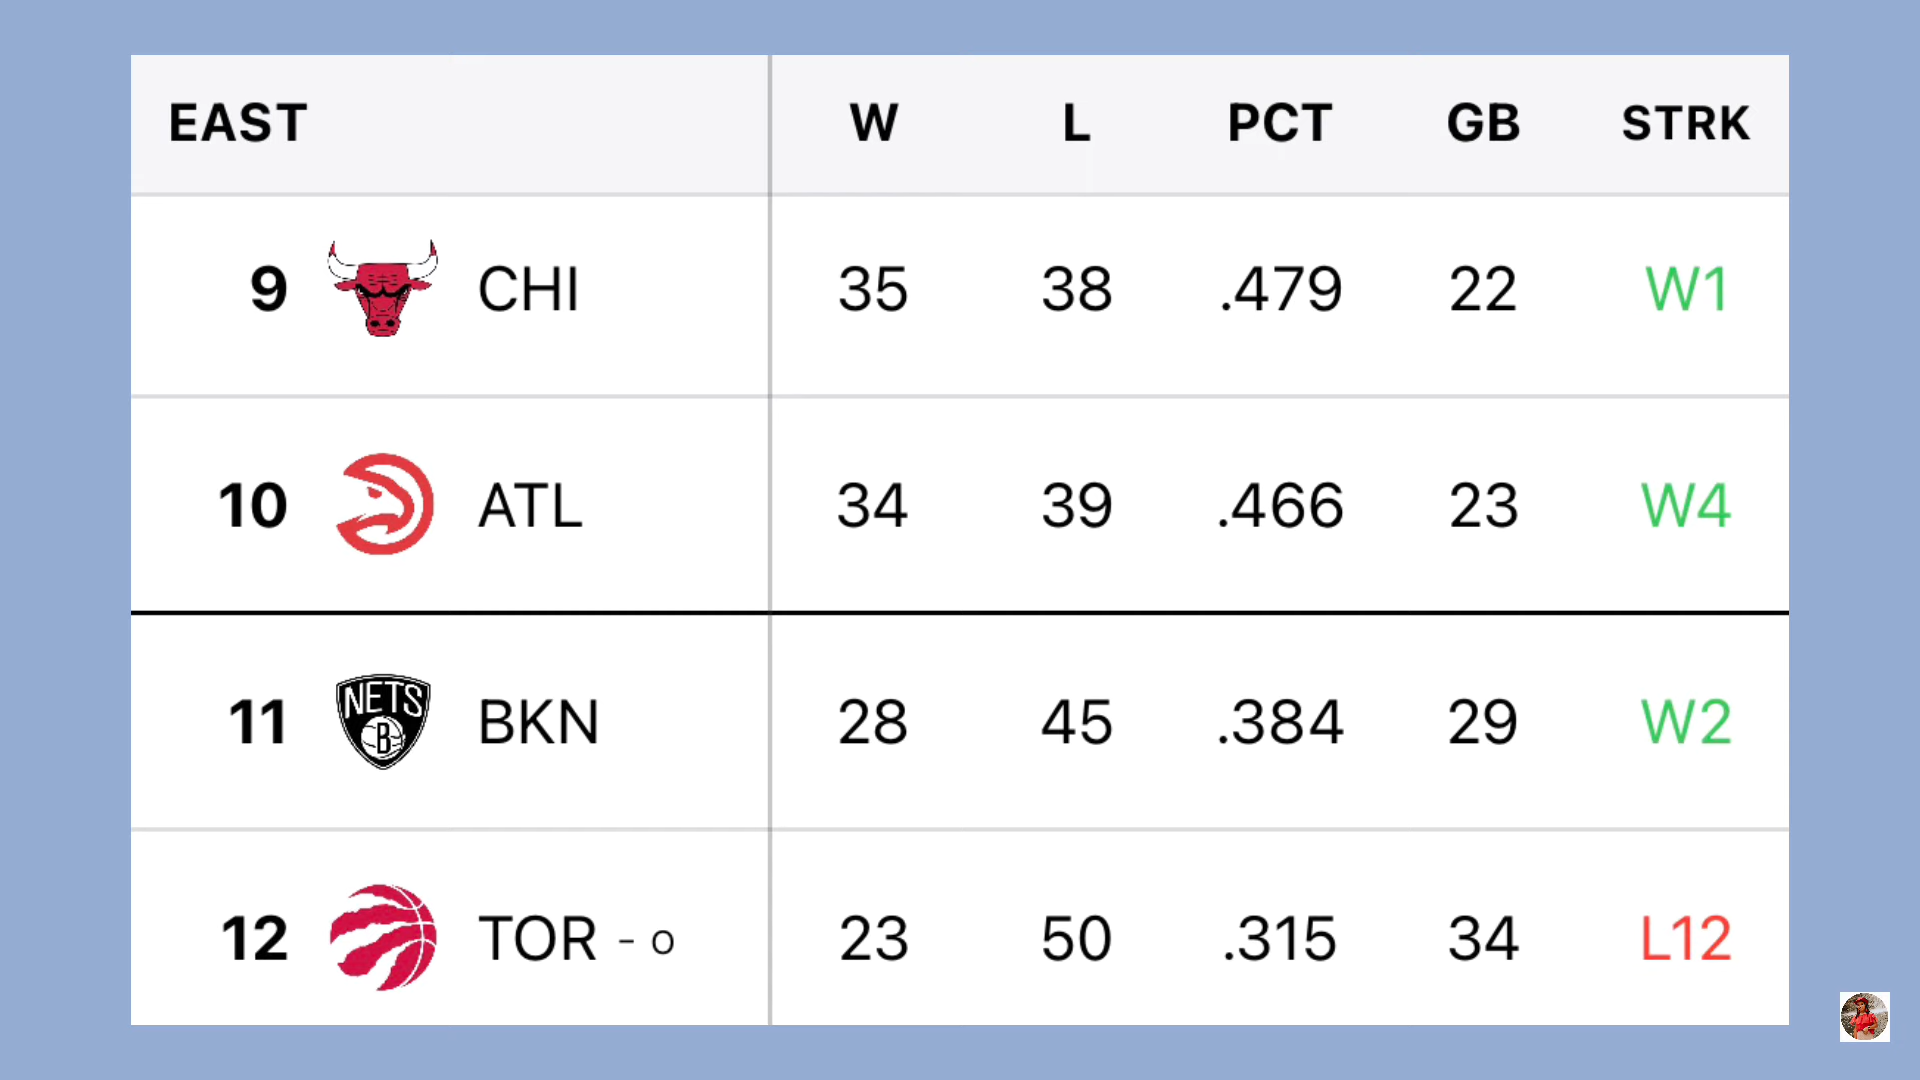 EAST W L PCT GB STRK
9 CHI 35 38 .479 22 W1
10 ATL 34 39 .466 23 W4
11 NETS B BKN 28 45 .384 29 W2
12 TOR - o 23 50 .315 34 L12